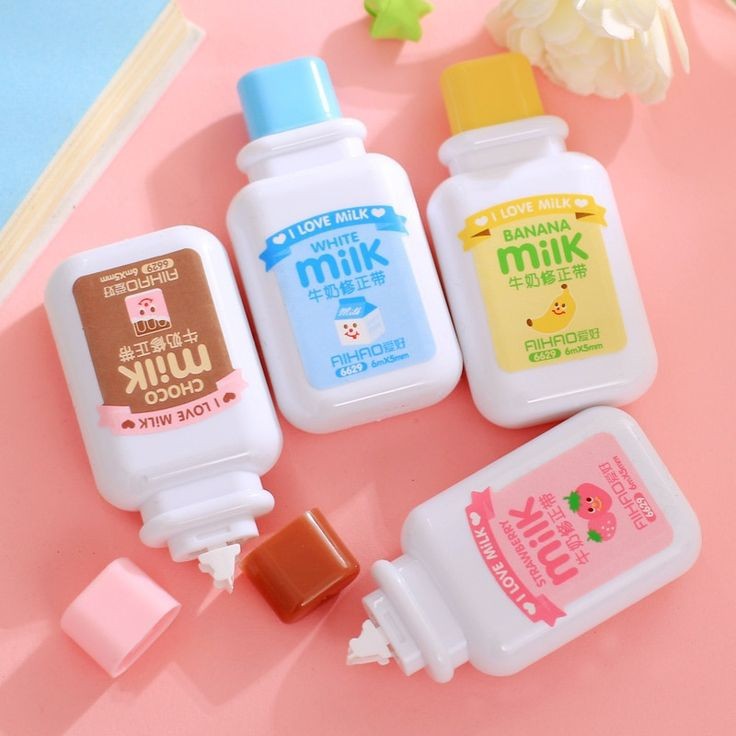 I LOVE MiLK
WHITE
milk
牛奶修正带
Milk
AIHAO爱好
6629 6mX5mm
I LOVE MiLK
BANANA
milk
牛奶修正带
AIHAO爱好
6629 6mX5mm
I LOVE MiLK
CHOCO
milk
牛奶修正带
AIHAO爱好
6629 6mX5mm
I LOVE MiLK
STRAWBERRY
milk
牛奶修正带
AIHAO爱好
6629 6mX5mm